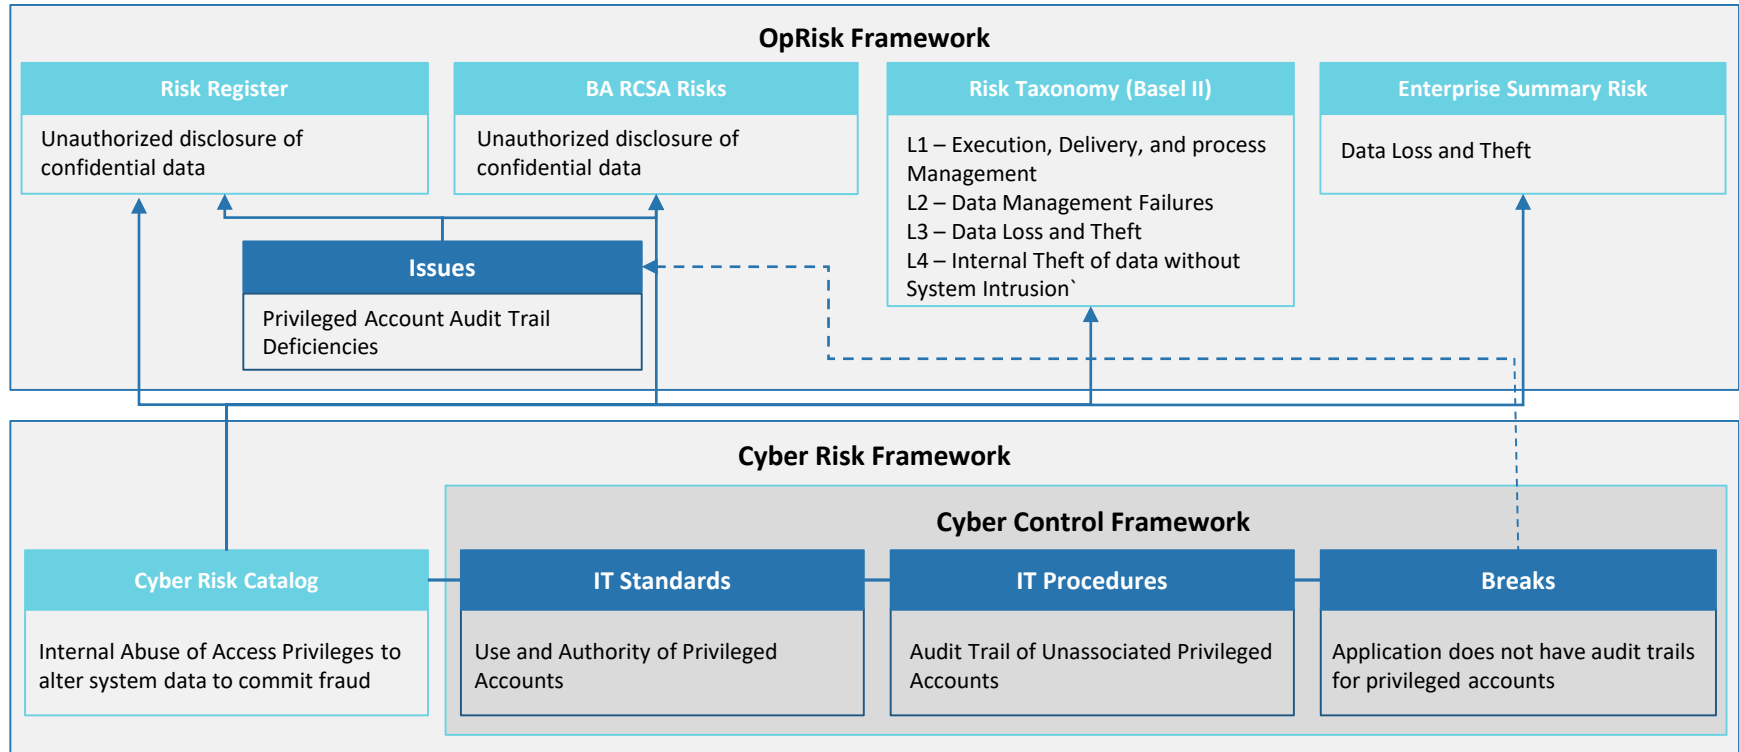 OpRisk Framework
Risk Register
Unauthorized disclosure of
confidential data
BA RCSA Risks
Unauthorized disclosure of
confidential data
Risk Taxonomy (Basel II)
L1 – Execution, Delivery, and process
Management
L2 – Data Management Failures
L3 – Data Loss and Theft
L4 – Internal Theft of data without
System Intrusion`
Enterprise Summary Risk
Data Loss and Theft
Issues
Privileged Account Audit Trail
Deficiencies
Cyber Risk Framework
Cyber Control Framework
Cyber Risk Catalog
Internal Abuse of Access Privileges to
alter system data to commit fraud
IT Standards
Use and Authority of Privileged
Accounts
IT Procedures
Audit Trail of Unassociated Privileged
Accounts
Breaks
Application does not have audit trails
for privileged accounts